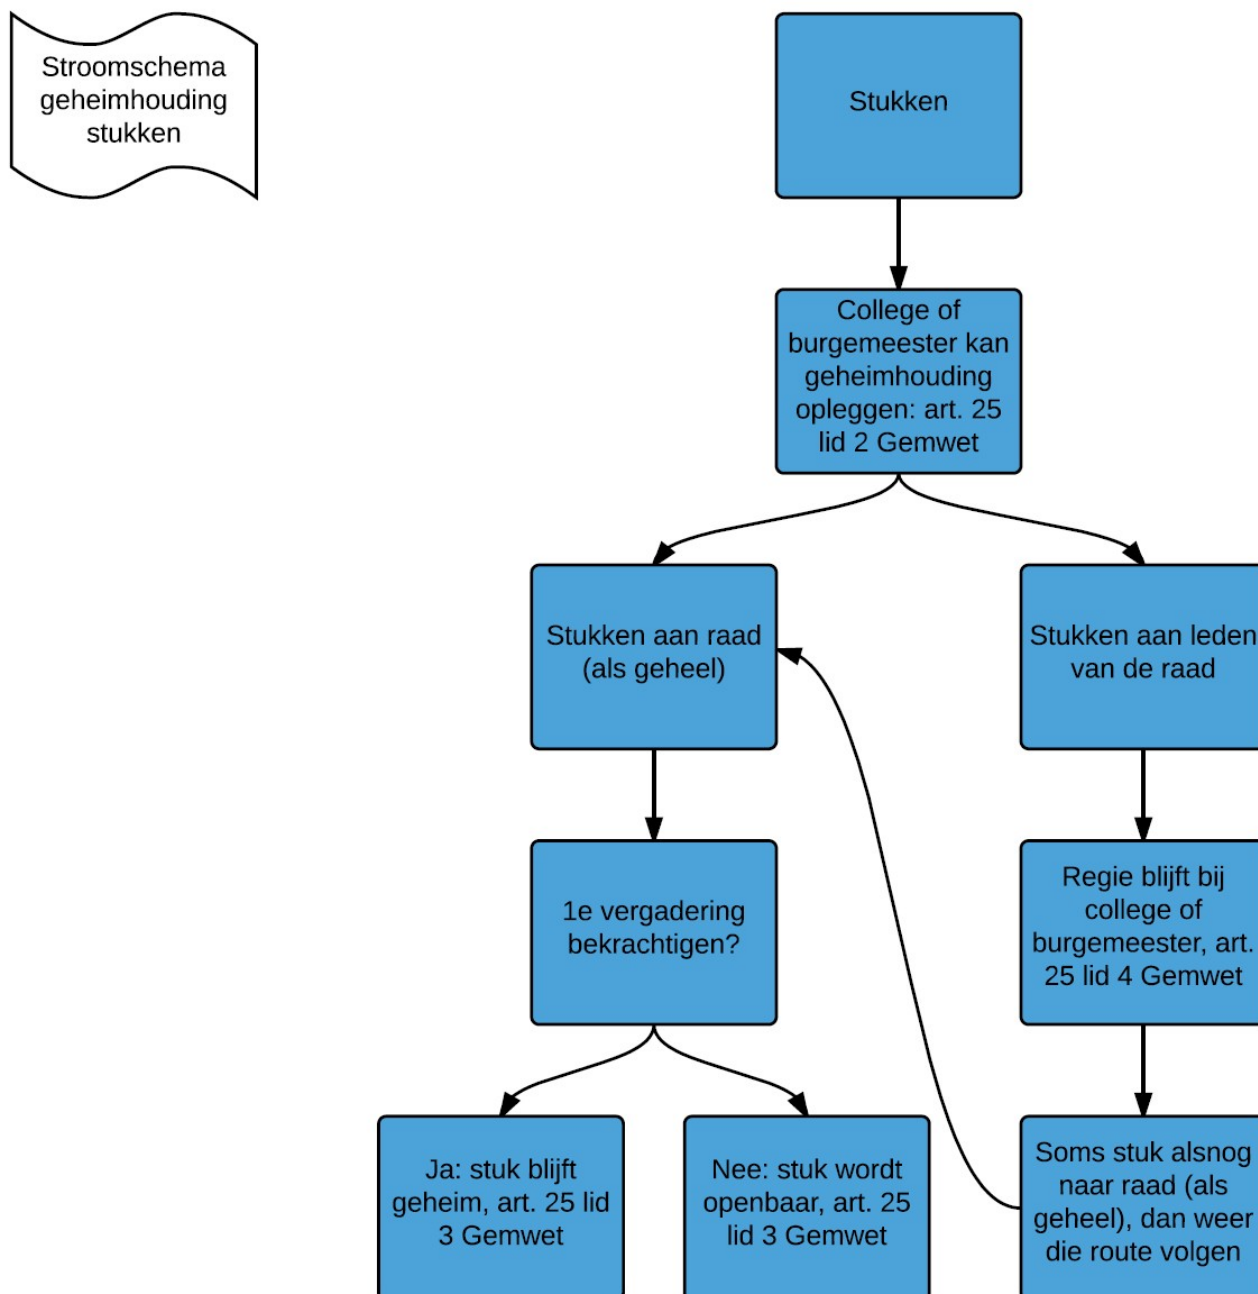 Stroomschema
geheimhouding
stukken
Stukken
College of
burgemeester kan
geheimhouding
opleggen: art. 25
lid 2 Gemwet
Stukken aan raad
(als geheel)
Stukken aan leden
van de raad
1e vergadering
bekrachtigen?
Regie blijft bij
college of
burgemeester, art.
25 lid 4 Gemwet
Ja: stuk blijft
geheim, art. 25 lid
3 Gemwet
Nee: stuk wordt
openbaar, art. 25
lid 3 Gemwet
Soms stuk alsnog
naar raad (als
geheel), dan weer
die route volgen